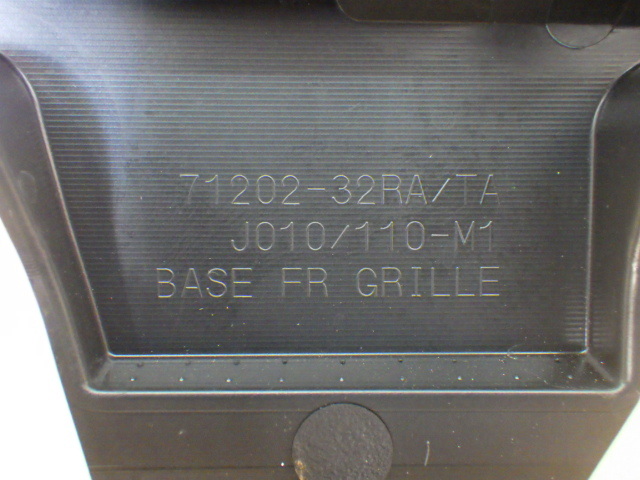 71202-32RA/TA
J010/110-M1
BASE FR GRILLE